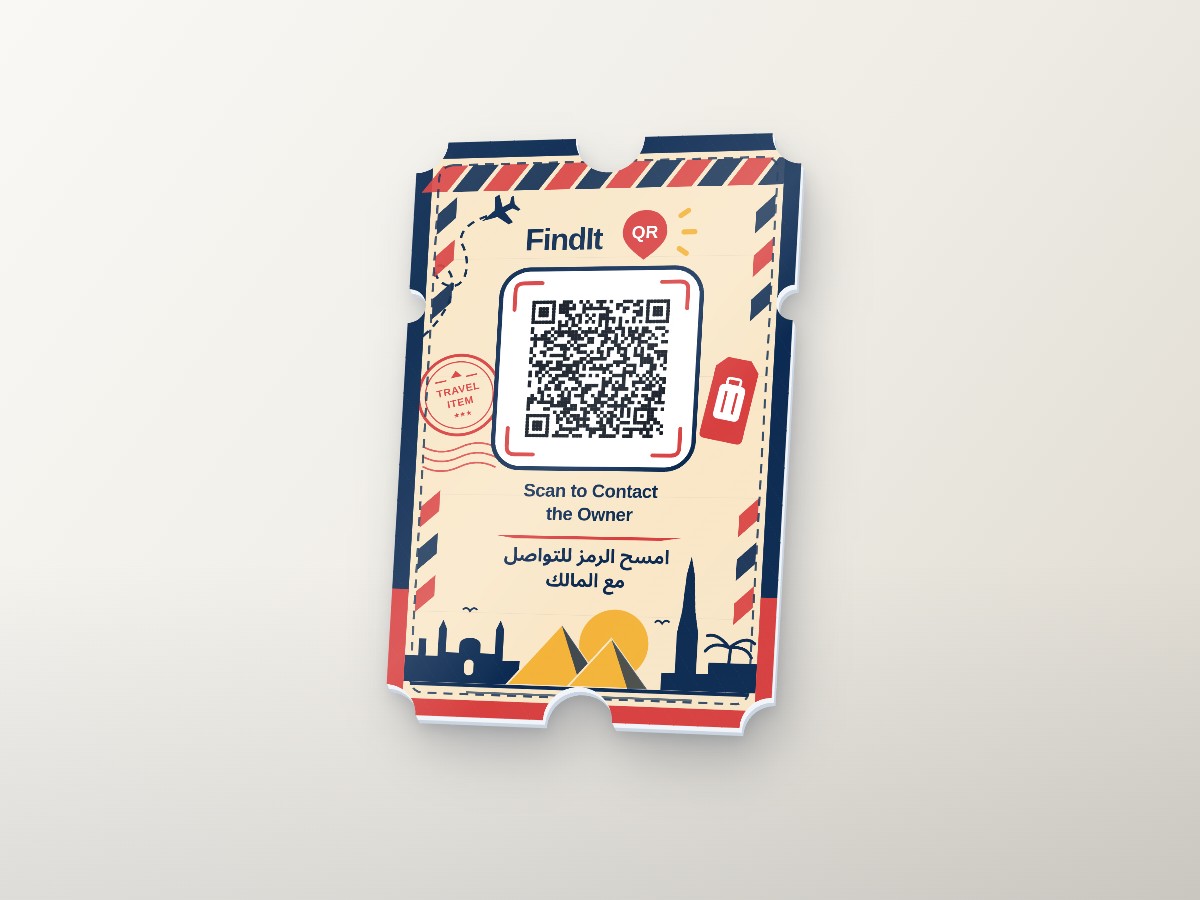 FindIt
QR
TRAVEL
ITEM
Scan to Contact
the Owner
امسح الرمز للتواصل
مع المالك